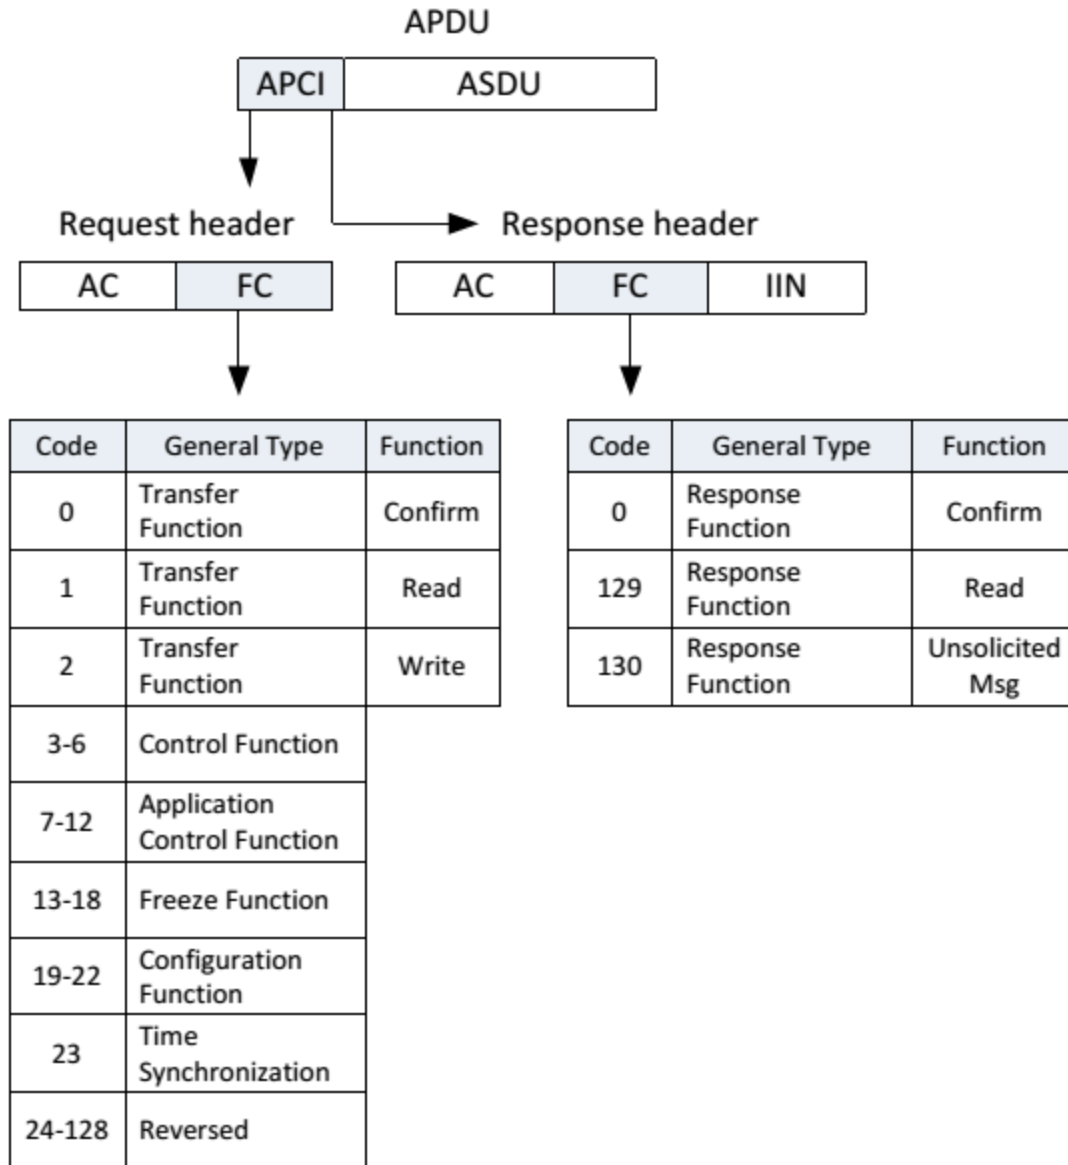 APDU
APCI ASDU
Request header
Response header
AC FC
AC FC IIN
Code General Type Function
0 Transfer Function Confirm
1 Transfer Function Read
2 Transfer Function Write
3-6 Control Function
7-12 Application Control Function
13-18 Freeze Function
19-22 Configuration Function
23 Time Synchronization
24-128 Reversed
Code General Type Function
0 Response Function Confirm
129 Response Function Read
130 Response Function Unsolicited Msg